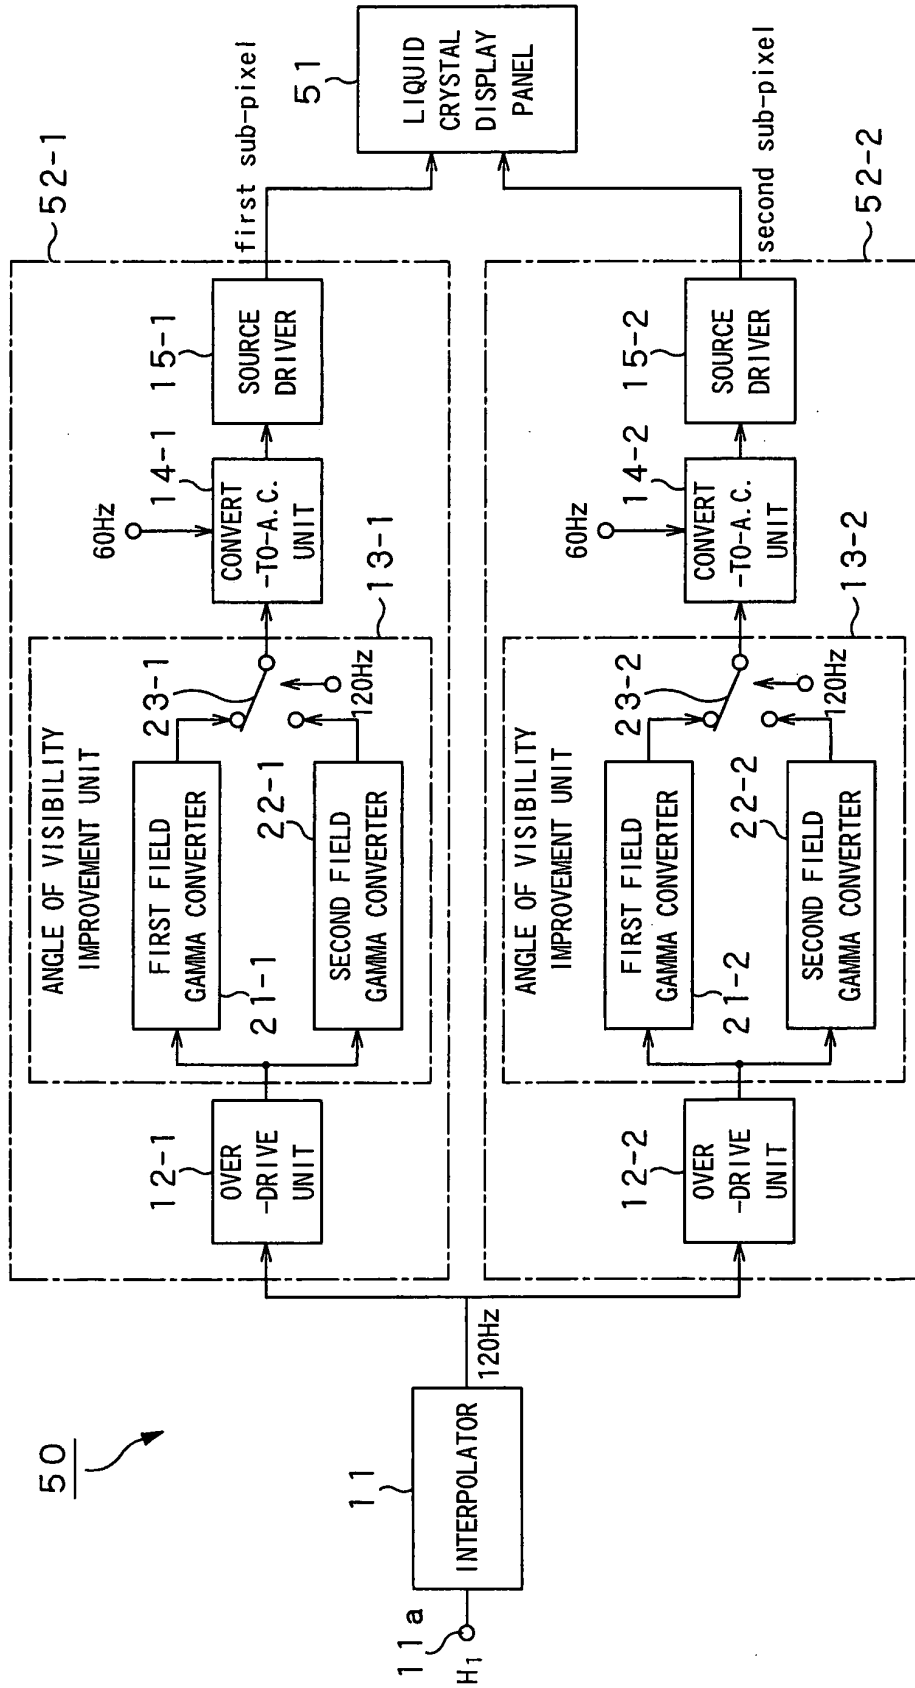 50
H1
11a
11
INTERPOLATOR
120Hz
52-1
12-1
OVER
-DRIVE
UNIT
ANGLE OF VISIBILITY
IMPROVEMENT UNIT
13-1
FIRST FIELD
GAMMA CONVERTER
21-1
22-1
SECOND FIELD
GAMMA CONVERTER
23-1
120Hz
60Hz
14-1
CONVERT
-TO-A.C.
UNIT
15-1
SOURCE
DRIVER
first sub-pixel
51
LIQUID
CRYSTAL
DISPLAY
PANEL
52-2
12-2
OVER
-DRIVE
UNIT
ANGLE OF VISIBILITY
IMPROVEMENT UNIT
13-2
FIRST FIELD
GAMMA CONVERTER
21-2
22-2
SECOND FIELD
GAMMA CONVERTER
23-2
120Hz
60Hz
14-2
CONVERT
-TO-A.C.
UNIT
15-2
SOURCE
DRIVER
second sub-pixel